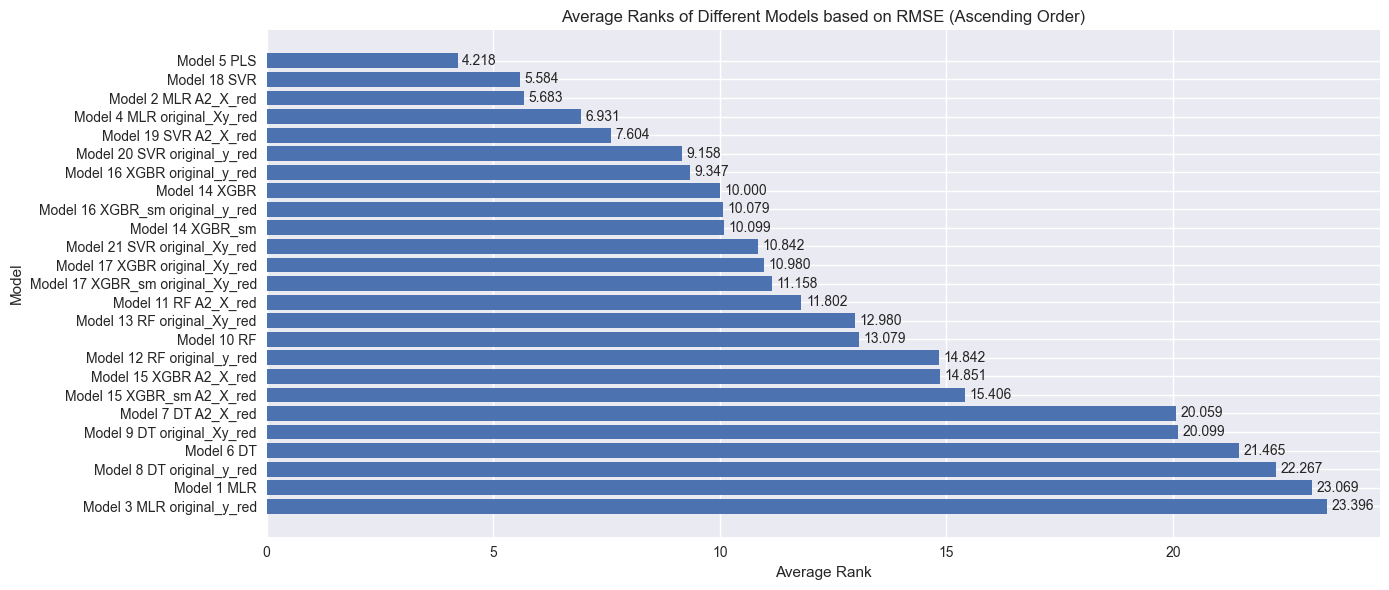 Average Ranks of Different Models based on RMSE (Ascending Order)
Model 5 PLS 4.218
Model 18 SVR 5.584
Model 2 MLR A2_X_red 5.683
Model 4 MLR original_Xy_red 6.931
Model 19 SVR A2_X_red 7.604
Model 20 SVR original_y_red 9.158
Model 16 XGBR original_y_red 9.347
Model 14 XGBR 10.000
Model 16 XGBR_sm original_y_red 10.079
Model 14 XGBR_sm 10.099
Model 21 SVR original_Xy_red 10.842
Model 17 XGBR original_Xy_red 10.980
Model 17 XGBR_sm original_Xy_red 11.158
Model 11 RF A2_X_red 11.802
Model 13 RF original_Xy_red 12.980
Model 10 RF 13.079
Model 12 RF original_y_red 14.842
Model 15 XGBR A2_X_red 14.851
Model 15 XGBR_sm A2_X_red 15.406
Model 7 DT A2_X_red 20.059
Model 9 DT original_Xy_red 20.099
Model 6 DT 21.465
Model 8 DT original_y_red 22.267
Model 1 MLR 23.069
Model 3 MLR original_y_red 23.396
Model
0 5 10 15 20
Average Rank